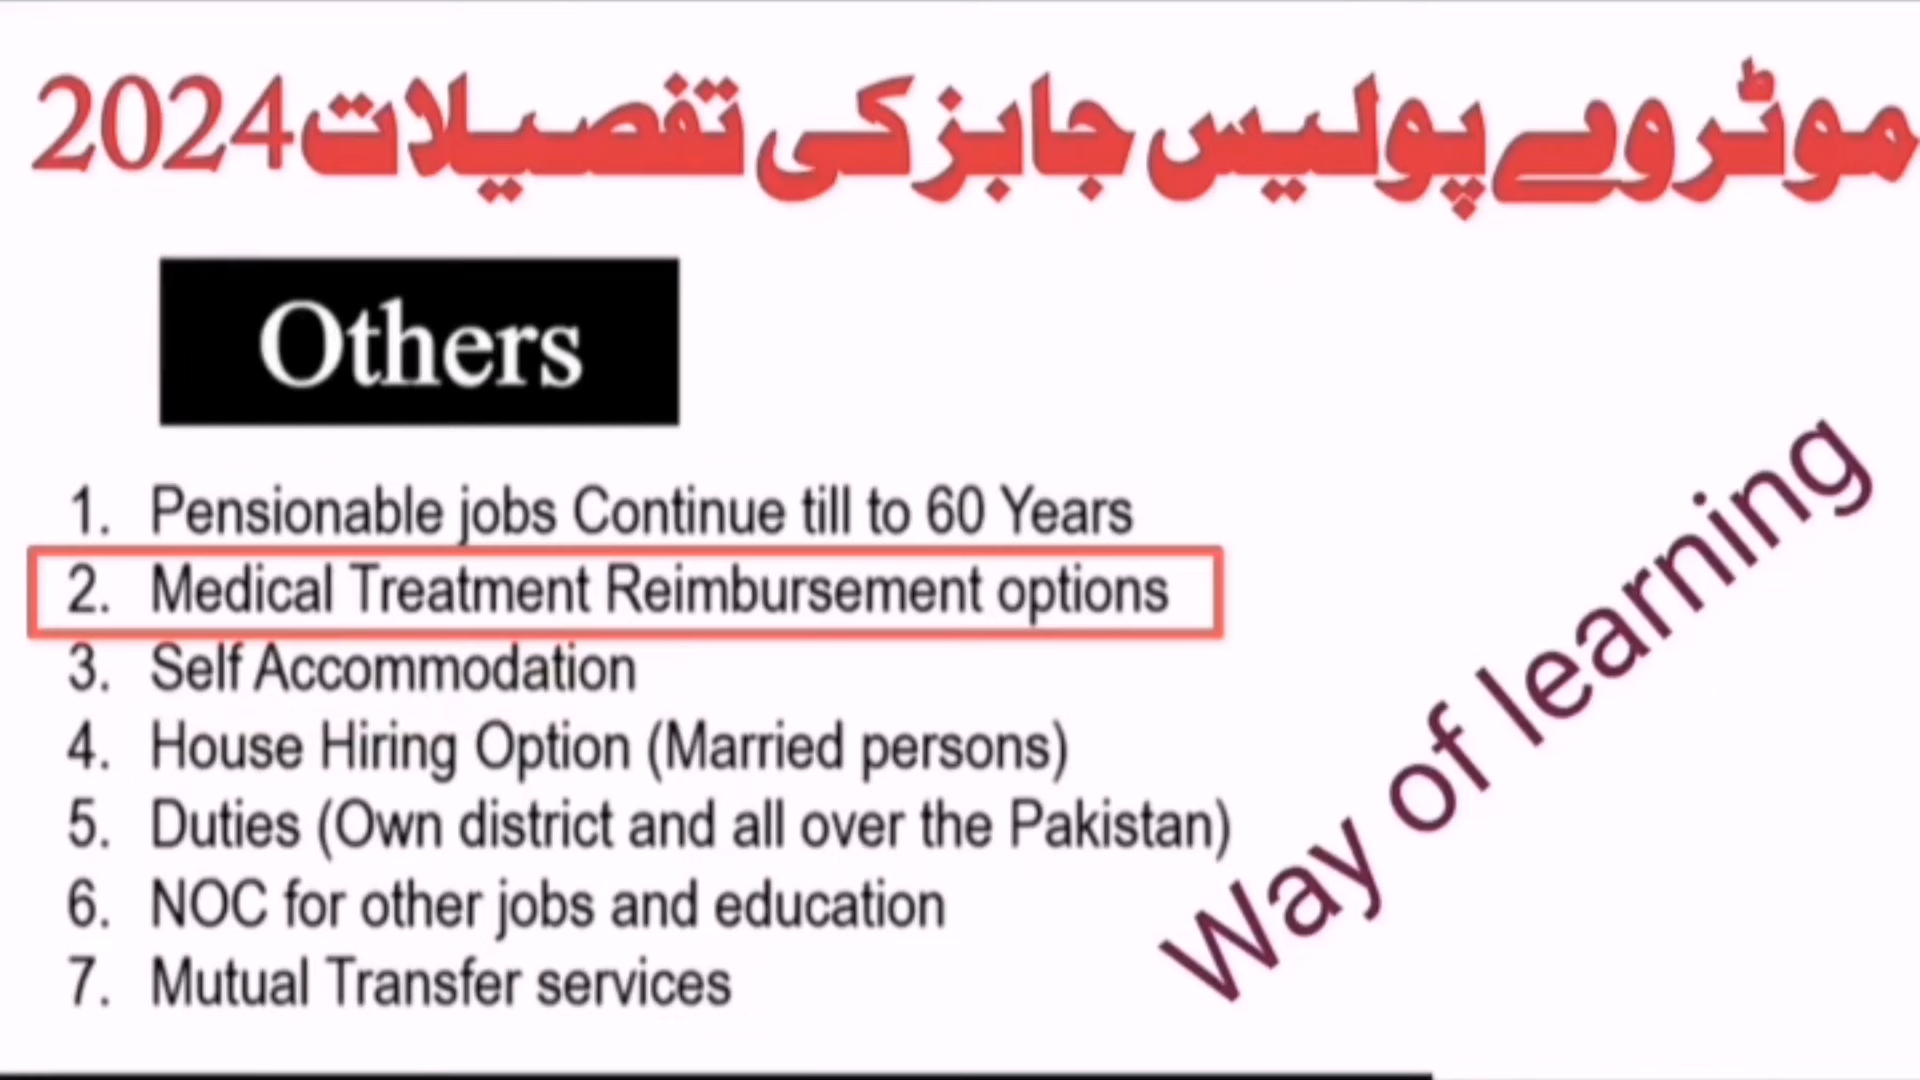 موٹروے پولیس جابز کی تفصیلات 2024
Others
1. Pensionable jobs Continue till to 60 Years
2. Medical Treatment Reimbursement options
3. Self Accommodation
4. House Hiring Option (Married persons)
5. Duties (Own district and all over the Pakistan)
6. NOC for other jobs and education
7. Mutual Transfer services
Way of learning